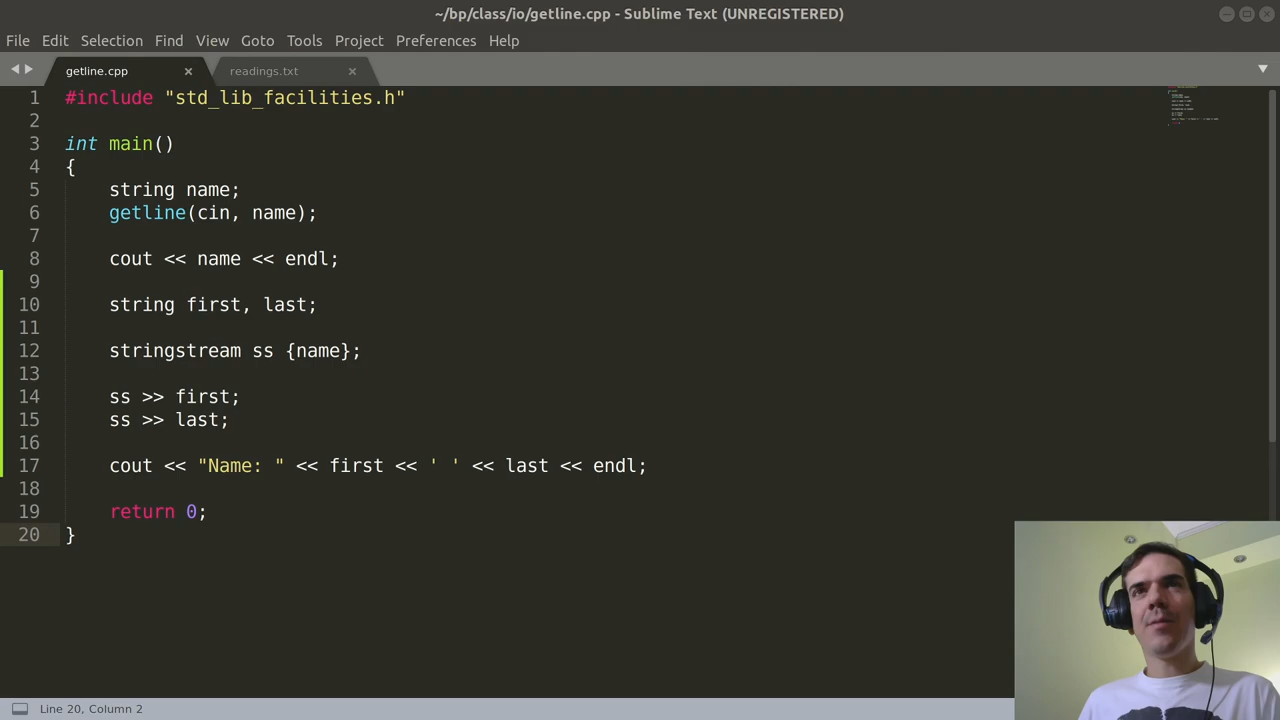 ~/bp/class/io/getline.cpp - Sublime Text (UNREGISTERED)
File Edit Selection Find View Goto Tools Project Preferences Help
getline.cpp × readings.txt ×
1 #include "std_lib_facilities.h"
2
3 int main()
4 {
5     string name;
6     getline(cin, name);
7
8     cout << name << endl;
9
10     string first, last;
11
12     stringstream ss {name};
13
14     ss >> first;
15     ss >> last;
16
17     cout << "Name: " << first << ' ' << last << endl;
18
19     return 0;
20 }
Line 20, Column 2